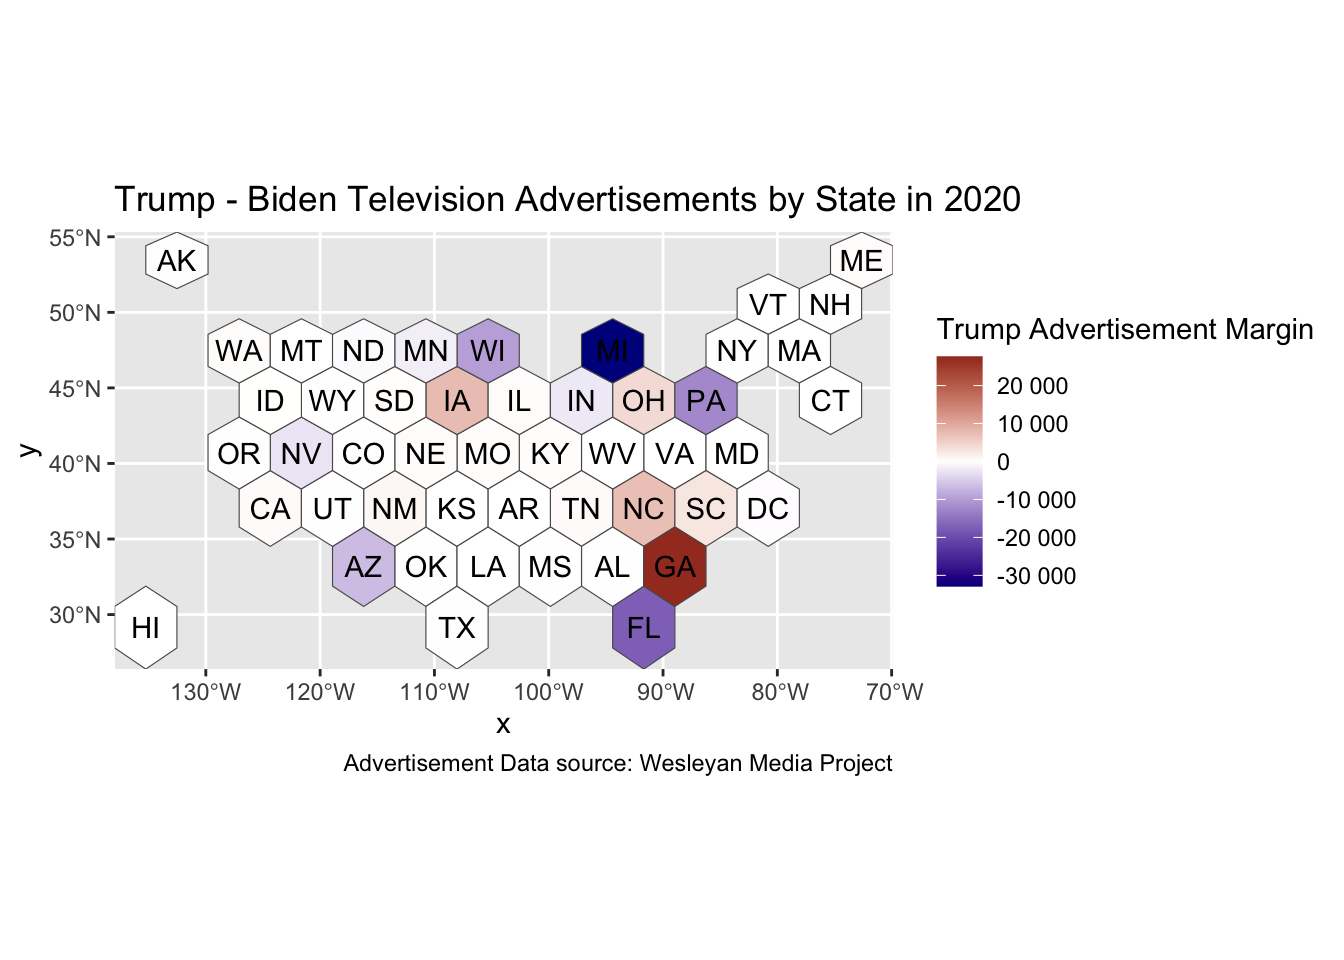 Trump - Biden Television Advertisements by State in 2020
55°N
AK
ME
VT NH
50°N
WA MT ND MN WI MI NY MA
45°N
ID WY SD IA IL IN OH PA CT
OR NV CO NE MO KY WV VA MD
40°N
CA UT NM KS AR TN NC SC DC
35°N
AZ OK LA MS AL GA
30°N
HI TX FL
y
130°W 120°W 110°W 100°W 90°W 80°W 70°W
x
Advertisement Data source: Wesleyan Media Project
Trump Advertisement Margin
20 000
10 000
0
-10 000
-20 000
-30 000